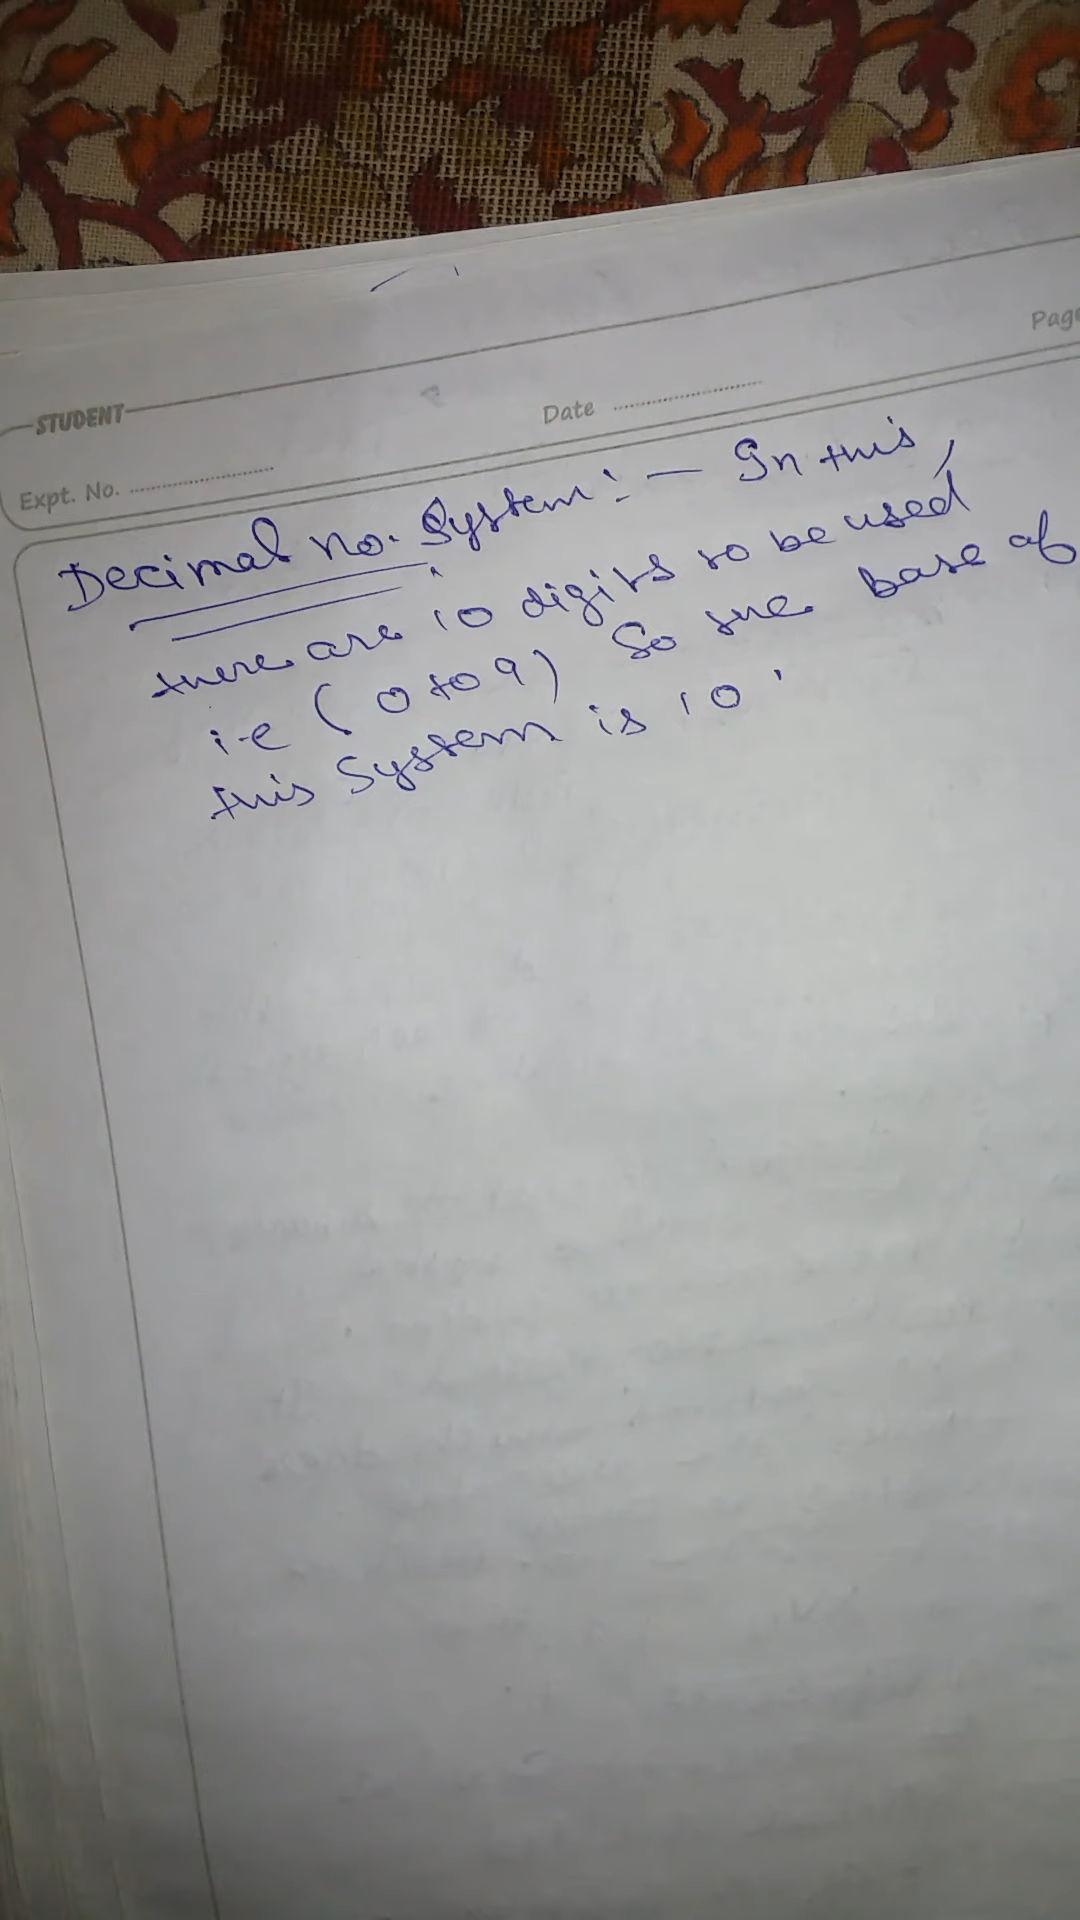 STUDENT
Date
Page
Expt. No.
Decimal no. System :- In this,
there are 10 digits to be used
i.e (0 to 9) So the base of
this System is 10.